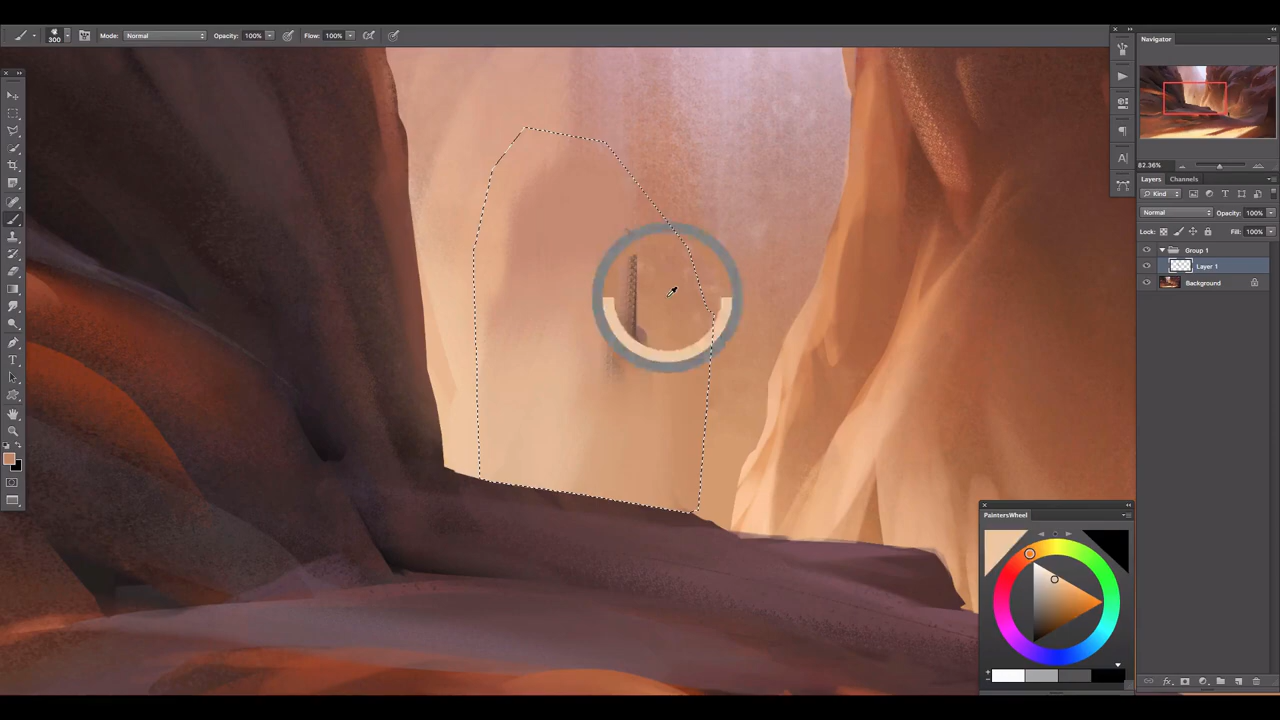 300
Mode: Normal
Opacity: 100%
Flow: 100%
Navigator
82.36%
Layers Channels
Kind
Normal
Opacity: 100%
Lock:
Fill: 100%
Group 1
Layer 1
Background
PaintersWheel